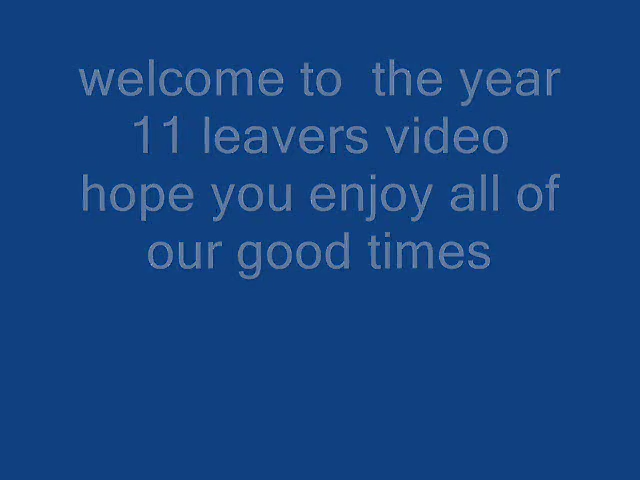 welcome to  the year
11 leavers video
hope you enjoy all of
our good times